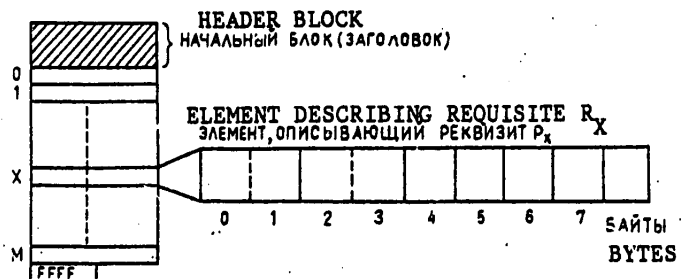 HEADER BLOCK
НАЧАЛЬНЫЙ БЛОК (ЗАГОЛОВОК)
0
1
ELEMENT DESCRIBING REQUISITE RX
ЭЛЕМЕНТ, ОПИСЫВАЮЩИЙ РЕКВИЗИТ Рх
X
0 1 2 3 4 5 6 7 БАЙТЫ
BYTES
M
FFFF